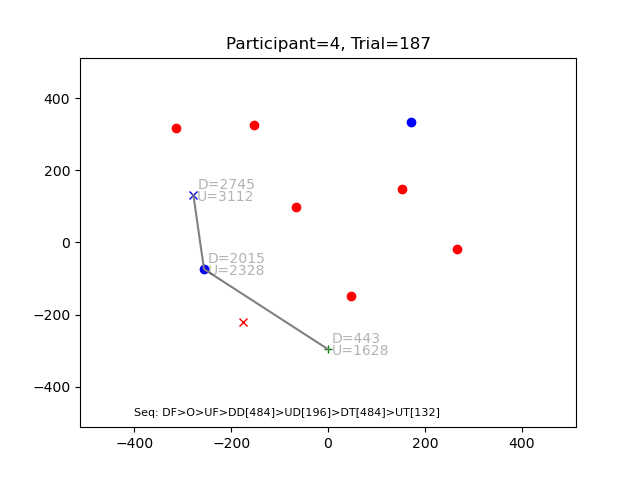 Participant=4, Trial=187
400
200
0
−200
−400
D=2745
U=3112
D=2015
U=2328
D=443
U=1628
Seq: DF>O>UF>DD[484]>UD[196]>DT[484]>UT[132]
−400
−200
0
200
400